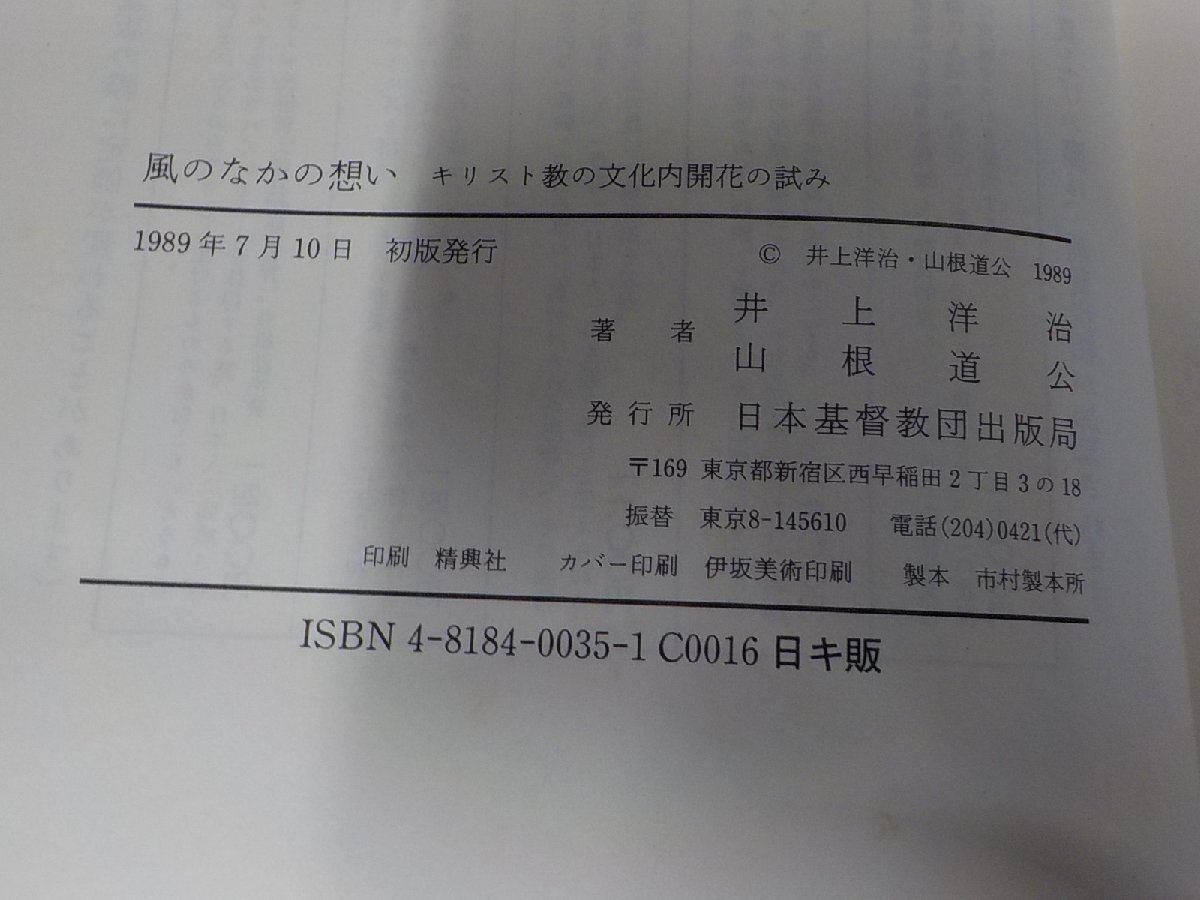 風のなかの想い キリスト教の文化内開花の試み
1989年7月10日 初版発行
© 井上洋治・山根道公 1989
著者 井上洋治
山根道公
発行所 日本基督教団出版局
〒169 東京都新宿区西早稲田2丁目3の18
振替 東京8-145610 電話(204)0421(代)
印刷 精興社 カバー印刷 伊坂美術印刷 製本 市村製本所
ISBN 4-8184-0035-1 C0016 日キ販